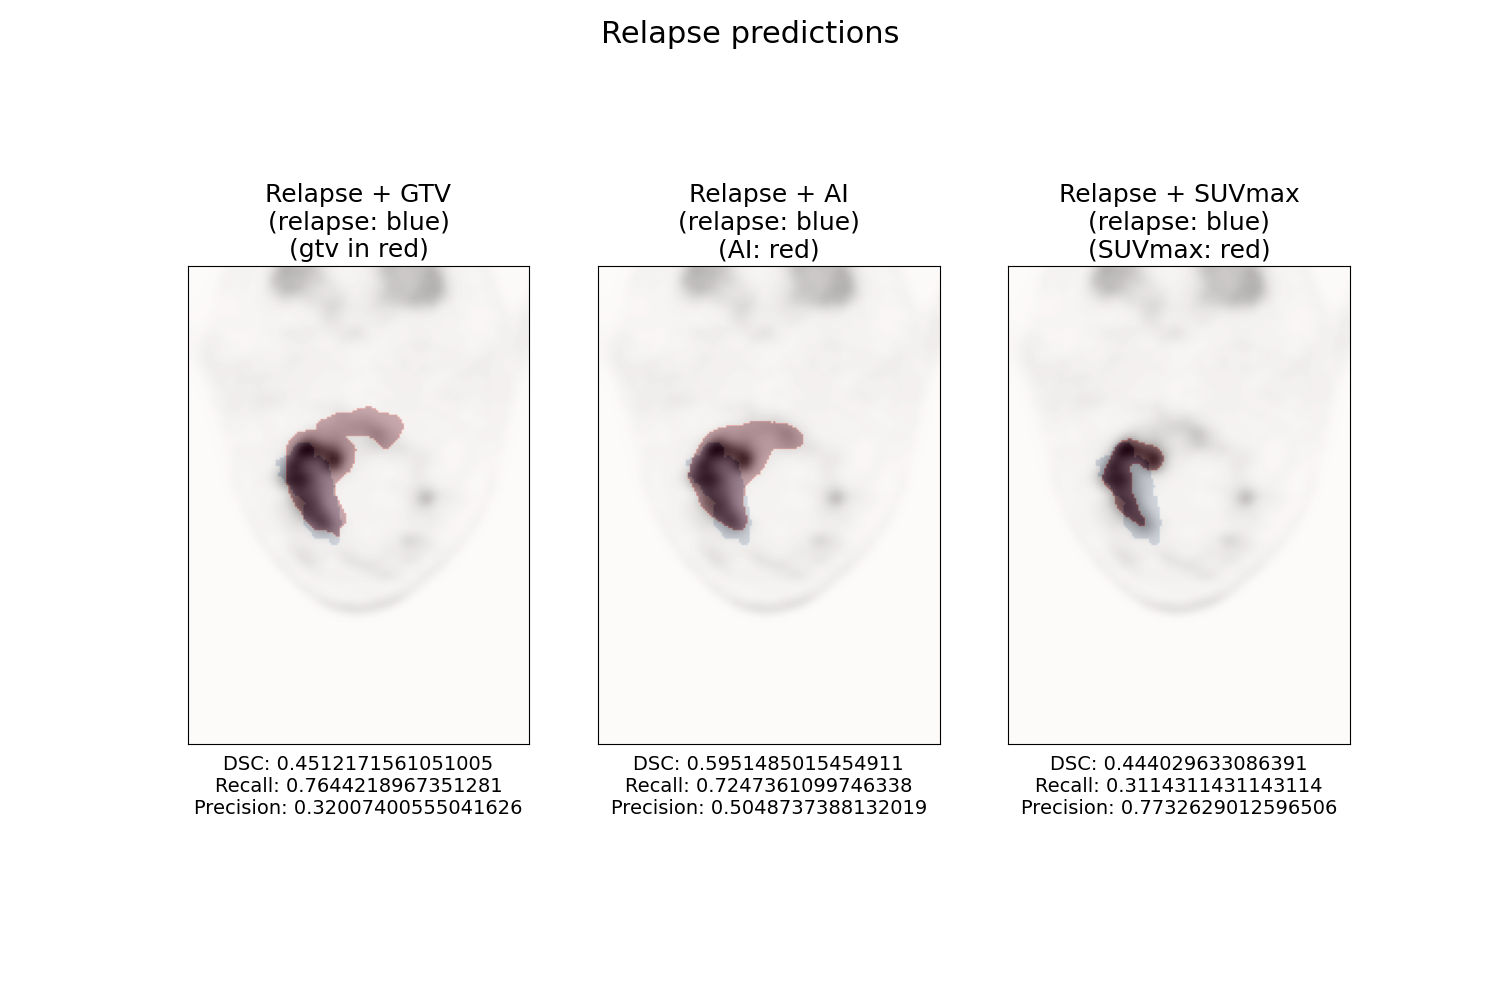 Relapse predictions
Relapse + GTV
(relapse: blue)
(gtv in red)
Relapse + AI
(relapse: blue)
(AI: red)
Relapse + SUVmax
(relapse: blue)
(SUVmax: red)
DSC: 0.4512171561051005
Recall: 0.7644218967351281
Precision: 0.32007400555041626
DSC: 0.5951485015454911
Recall: 0.7247361099746338
Precision: 0.5048737388132019
DSC: 0.444029633086391
Recall: 0.3114311431143114
Precision: 0.7732629012596506